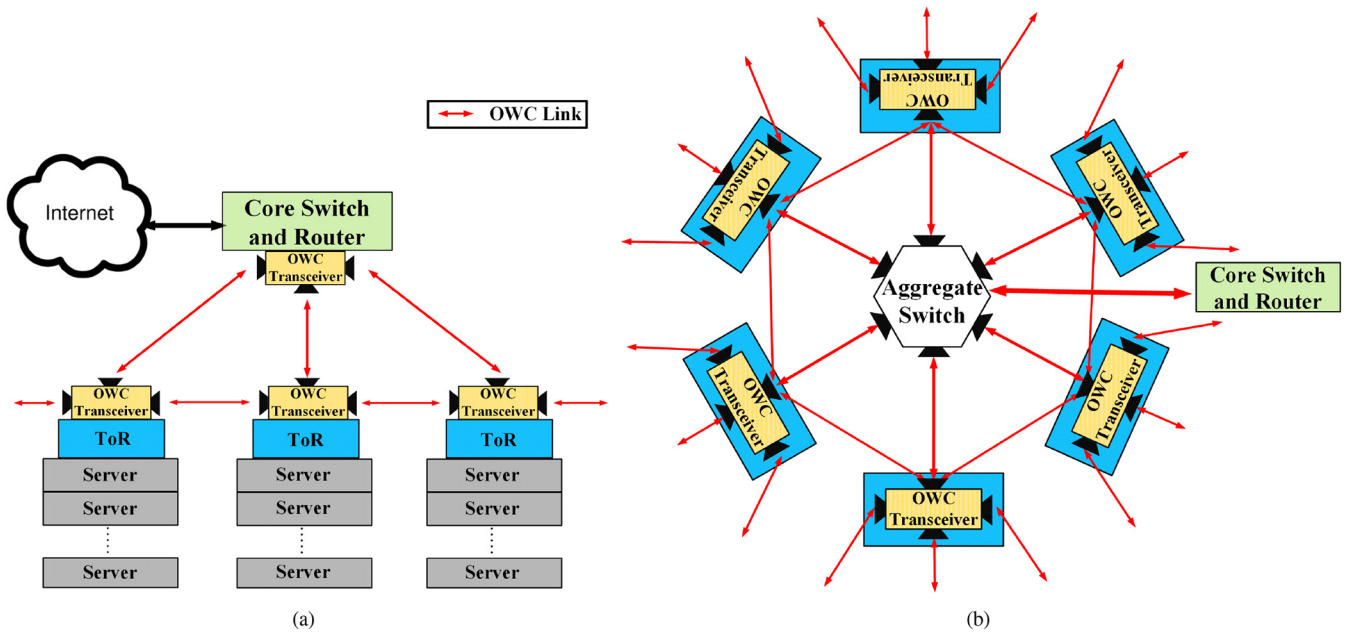 OWC Link
Internet
Core Switch
and Router
OWC
Transceiver
OWC
Transceiver
OWC
Transceiver
OWC
Transceiver
ToR
ToR
ToR
Server
Server
Server
Server
Server
Server
Server
Server
Server
(a)
OWC
Transceiver
OWC
Transceiver
OWC
Transceiver
Aggregate
Switch
Core Switch
and Router
OWC
Transceiver
OWC
Transceiver
OWC
Transceiver
(b)